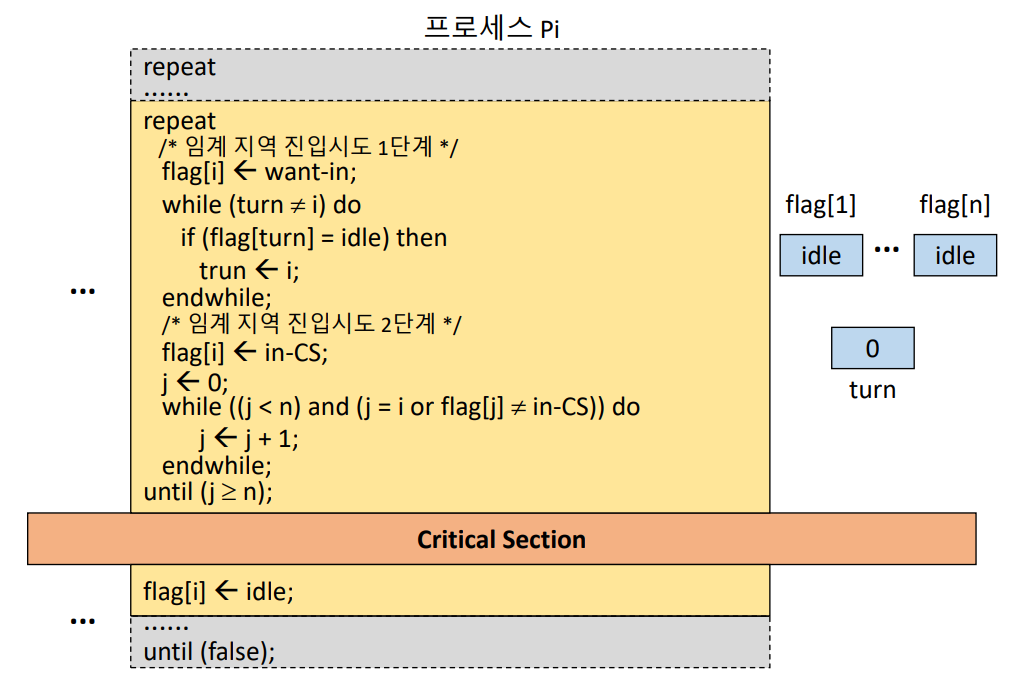 프로세스 Pi
repeat
......
repeat
/* 임계 지역 진입시도 1단계 */
flag[i] ← want-in;
while (turn ≠ i) do
if (flag[turn] = idle) then
trun ← i;
endwhile;
/* 임계 지역 진입시도 2단계 */
flag[i] ← in-CS;
j ← 0;
while ((j < n) and (j = i or flag[j] ≠ in-CS)) do
j ← j + 1;
endwhile;
until (j ≥ n);
...
flag[1] flag[n]
idle ... idle
0
turn
Critical Section
flag[i] ← idle;
...
......
until (false);